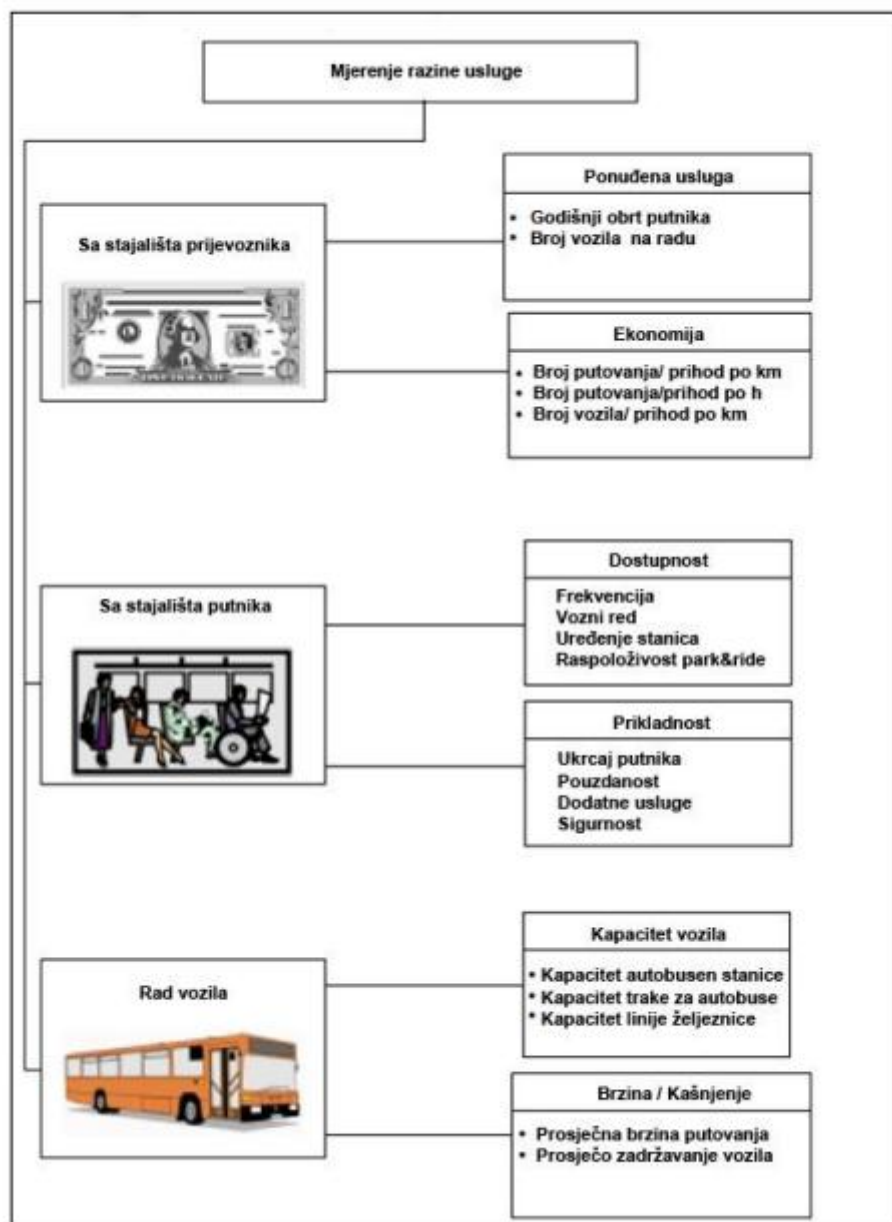 Mjerenje razine usluge
Sa stajališta prijevoznika
Ponuđena usluga
• Godišnji obrt putnika
• Broj vozila na radu
Ekonomija
• Broj putovanja/ prihod po km
• Broj putovanja/prihod po h
• Broj vozila/ prihod po km
Sa stajališta putnika
Dostupnost
Frekvencija
Vozni red
Uređenje stanica
Raspoloživost park&ride
Prikladnost
Ukrcaj putnika
Pouzdanost
Dodatne usluge
Sigurnost
Rad vozila
Kapacitet vozila
• Kapacitet autobusen stanice
• Kapacitet trake za autobuse
• Kapacitet linije željeznice
Brzina / Kašnjenje
• Prosječna brzina putovanja
• Prosječo zadržavanje vozila